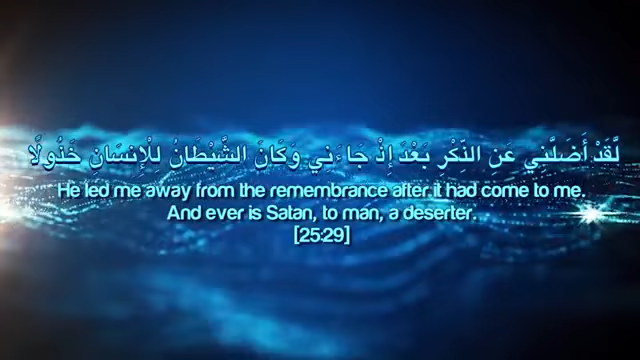 لَّقَدْ أَضَلَّنِي عَنِ الذِّكْرِ بَعْدَ إِذْ جَاءَنِي وَكَانَ الشَّيْطَانُ لِلْإِنسَانِ خَذُولًا
He led me away from the remembrance after it had come to me.
And ever is Satan, to man, a deserter.
[25:29]